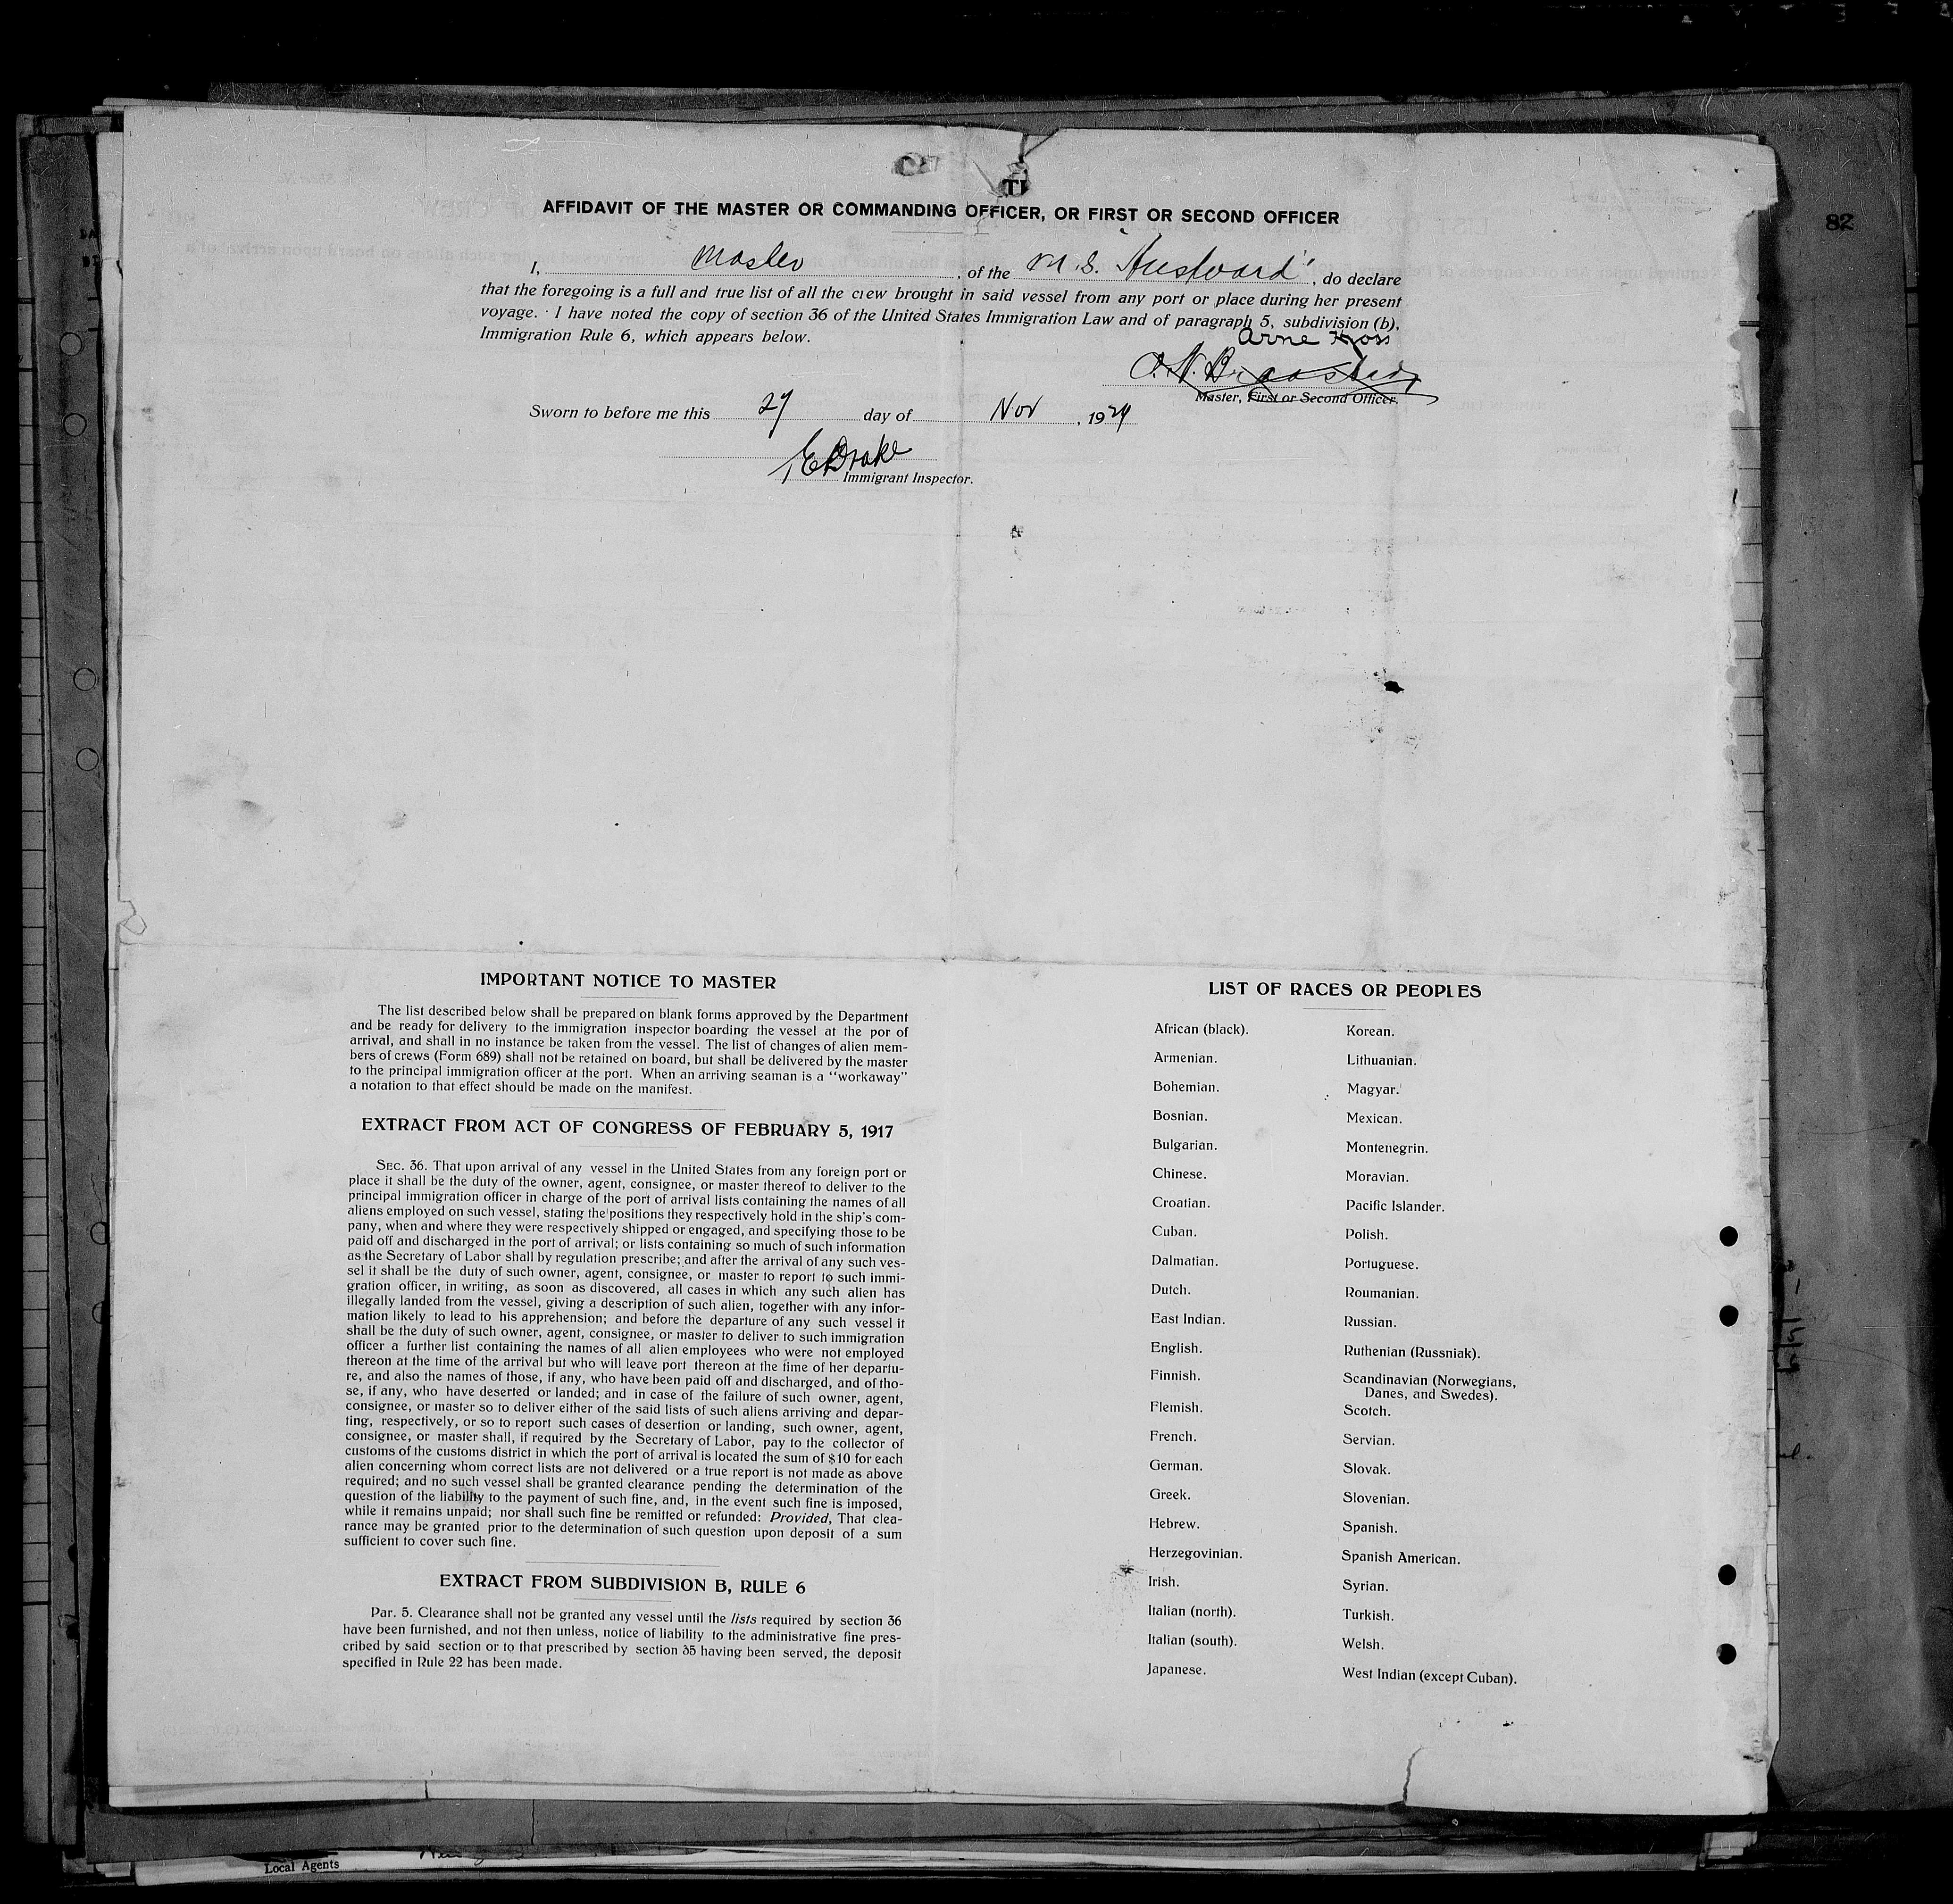 82
AFFIDAVIT OF THE MASTER OR COMMANDING OFFICER, OR FIRST OR SECOND OFFICER
I, Master, of the M.S. , do declare
that the foregoing is a full and true list of all the crew brought in said vessel from any port or place during her present
voyage. I have noted the copy of section 36 of the United States Immigration Law and of paragraph 5, subdivision (b),
Immigration Rule 6, which appears below.
Arne
Master, First or Second Officer.
Sworn to before me this 27 day of Nov, 1924
E Drake
Immigrant Inspector.
IMPORTANT NOTICE TO MASTER
The list described below shall be prepared on blank forms approved by the Department
and be ready for delivery to the immigration inspector boarding the vessel at the por of
arrival, and shall in no instance be taken from the vessel. The list of changes of alien mem-
bers of crews (Form 689) shall not be retained on board, but shall be delivered by the master
to the principal immigration officer at the port. When an arriving seaman is a "workaway"
a notation to that effect should be made on the manifest.
EXTRACT FROM ACT OF CONGRESS OF FEBRUARY 5, 1917
SEC. 36. That upon arrival of any vessel in the United States from any foreign port or
place it shall be the duty of the owner, agent, consignee, or master thereof to deliver to the
principal immigration officer in charge of the port of arrival lists containing the names of all
aliens employed on such vessel, stating the positions they respectively hold in the ship's com-
pany, when and where they were respectively shipped or engaged, and specifying those to be
paid off and discharged in the port of arrival; or lists containing so much of such information
as the Secretary of Labor shall by regulation prescribe; and after the arrival of any such ves-
sel it shall be the duty of such owner, agent, consignee, or master to report to such immi-
gration officer, in writing, as soon as discovered, all cases in which any such alien has
illegally landed from the vessel, giving a description of such alien, together with any infor-
mation likely to lead to his apprehension; and before the departure of any such vessel it
shall be the duty of such owner, agent, consignee, or master to deliver to such immigration
officer a further list containing the names of all alien employees who were not employed
thereon at the time of the arrival but who will leave port thereon at the time of her departu-
re, and also the names of those, if any, who have been paid off and discharged, and of tho-
se, if any, who have deserted or landed; and in case of the failure of such owner, agent,
consignee, or master so to deliver either of the said lists of such aliens arriving and depar-
ting, respectively, or so to report such cases of desertion or landing, such owner, agent,
consignee, or master shall, if required by the Secretary of Labor, pay to the collector of
customs of the customs district in which the port of arrival is located the sum of $10 for each
alien concerning whom correct lists are not delivered or a true report is not made as above
required; and no such vessel shall be granted clearance pending the determination of the
question of the liability to the payment of such fine, and, in the event such fine is imposed,
while it remains unpaid; nor shall such fine be remitted or refunded: Provided, That clea-
rance may be granted prior to the determination of such question upon deposit of a sum
sufficient to cover such fine.
EXTRACT FROM SUBDIVISION B, RULE 6
Par. 5. Clearance shall not be granted any vessel until the lists required by section 36
have been furnished, and not then unless, notice of liability to the administrative fine pres-
cribed by said section or to that prescribed by section 35 having been served, the deposit
specified in Rule 22 has been made.
LIST OF RACES OR PEOPLES
African (black).
Armenian.
Bohemian.
Bosnian.
Bulgarian.
Chinese.
Croatian.
Cuban.
Dalmatian.
Dutch.
East Indian.
English.
Finnish.
Flemish.
French.
German.
Greek.
Hebrew.
Herzegovinian.
Irish.
Italian (north).
Italian (south).
Japanese.
Korean.
Lithuanian.
Magyar.
Mexican.
Montenegrin.
Moravian.
Pacific Islander.
Polish.
Portuguese.
Roumanian.
Russian.
Ruthenian (Russniak).
Scandinavian (Norwegians,
Danes, and Swedes).
Scotch.
Servian.
Slovak.
Slovenian.
Spanish.
Spanish American.
Syrian.
Turkish.
Welsh.
West Indian (except Cuban).
Local Agents